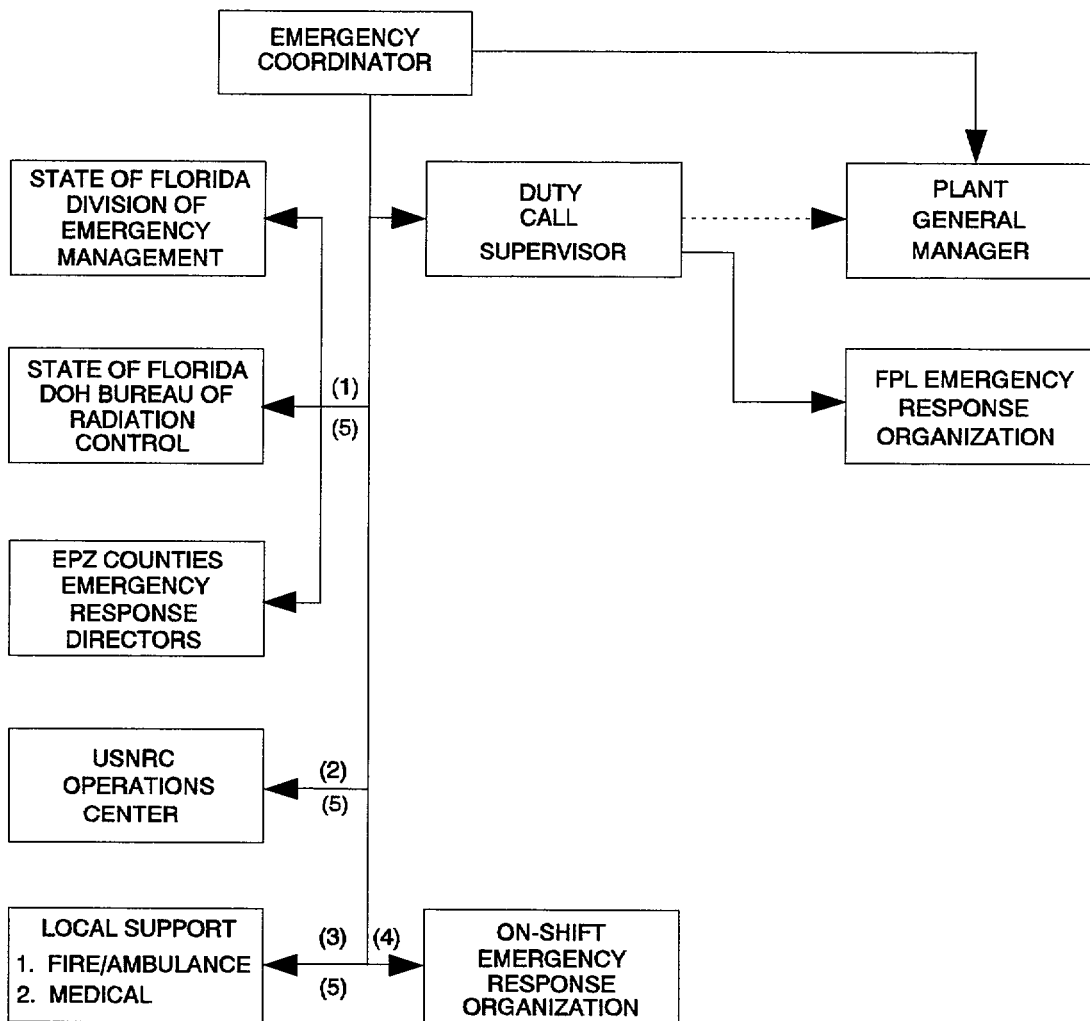 EMERGENCY
COORDINATOR
STATE OF FLORIDA
DIVISION OF
EMERGENCY
MANAGEMENT
DUTY
CALL
SUPERVISOR
PLANT
GENERAL
MANAGER
STATE OF FLORIDA
DOH BUREAU OF
RADIATION
CONTROL
(1)
(5)
FPL EMERGENCY
RESPONSE
ORGANIZATION
EPZ COUNTIES
EMERGENCY
RESPONSE
DIRECTORS
USNRC
OPERATIONS
CENTER
(2)
(5)
LOCAL SUPPORT
1. FIRE/AMBULANCE
2. MEDICAL
(3)
(5)
(4)
ON-SHIFT
EMERGENCY
RESPONSE
ORGANIZATION